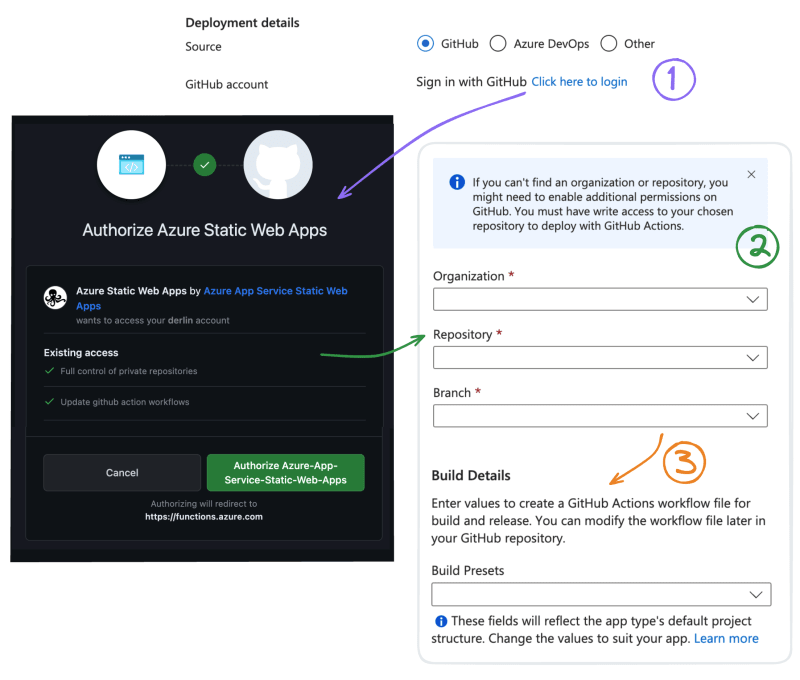 Deployment details
Source
GitHub
Azure DevOps
Other
GitHub account
Sign in with GitHub Click here to login
1
Authorize Azure Static Web Apps
Azure Static Web Apps by Azure App Service Static Web
Apps
wants to access your derlin account
Existing access
Full control of private repositories
Update github action workflows
Cancel
Authorize Azure-App-
Service-Static-Web-Apps
Authorizing will redirect to
https://functions.azure.com
If you can't find an organization or repository, you
might need to enable additional permissions on
GitHub. You must have write access to your chosen
repository to deploy with GitHub Actions.
2
Organization *
Repository *
Branch *
3
Build Details
Enter values to create a GitHub Actions workflow file for
build and release. You can modify the workflow file later in
your GitHub repository.
Build Presets
These fields will reflect the app type's default project
structure. Change the values to suit your app. Learn more